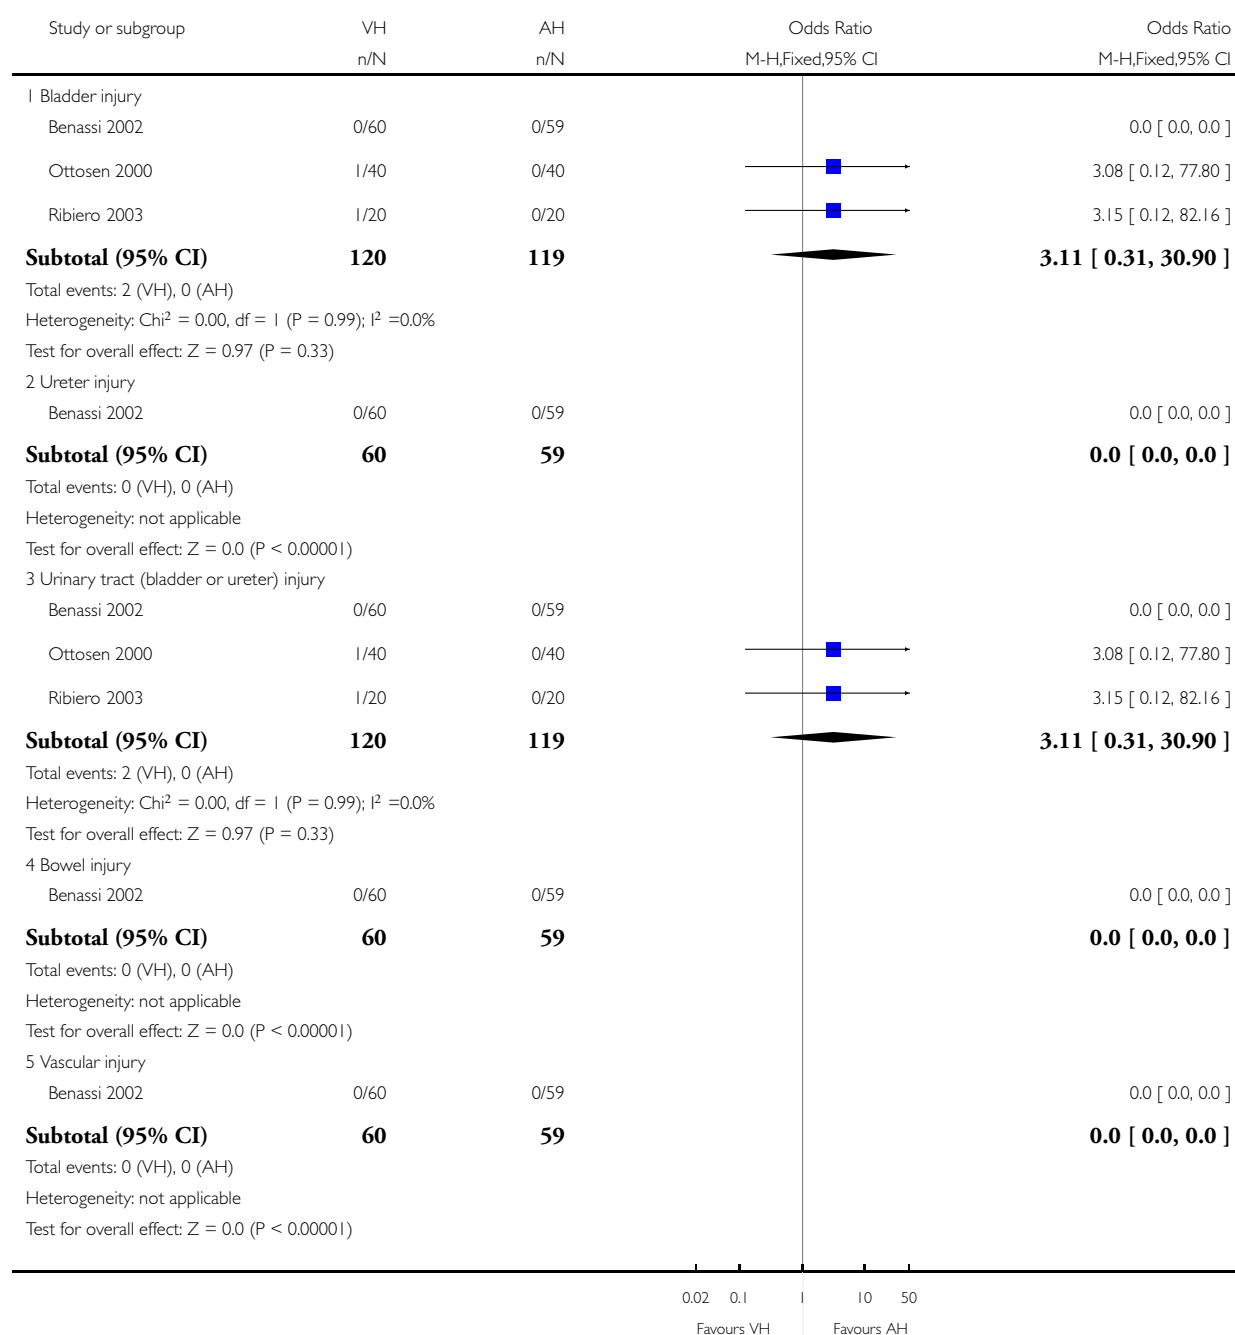 Study or subgroup VH AH Odds Ratio Odds Ratio
n/N n/N M-H,Fixed,95% CI M-H,Fixed,95% CI
1 Bladder injury
Benassi 2002 0/60 0/59 0.0 [ 0.0, 0.0 ]
Ottosen 2000 1/40 0/40 3.08 [ 0.12, 77.80 ]
Ribiero 2003 1/20 0/20 3.15 [ 0.12, 82.16 ]
Subtotal (95% CI) 120 119 3.11 [ 0.31, 30.90 ]
Total events: 2 (VH), 0 (AH)
Heterogeneity: Chi² = 0.00, df = 1 (P = 0.99); I² =0.0%
Test for overall effect: Z = 0.97 (P = 0.33)
2 Ureter injury
Benassi 2002 0/60 0/59 0.0 [ 0.0, 0.0 ]
Subtotal (95% CI) 60 59 0.0 [ 0.0, 0.0 ]
Total events: 0 (VH), 0 (AH)
Heterogeneity: not applicable
Test for overall effect: Z = 0.0 (P < 0.00001)
3 Urinary tract (bladder or ureter) injury
Benassi 2002 0/60 0/59 0.0 [ 0.0, 0.0 ]
Ottosen 2000 1/40 0/40 3.08 [ 0.12, 77.80 ]
Ribiero 2003 1/20 0/20 3.15 [ 0.12, 82.16 ]
Subtotal (95% CI) 120 119 3.11 [ 0.31, 30.90 ]
Total events: 2 (VH), 0 (AH)
Heterogeneity: Chi² = 0.00, df = 1 (P = 0.99); I² =0.0%
Test for overall effect: Z = 0.97 (P = 0.33)
4 Bowel injury
Benassi 2002 0/60 0/59 0.0 [ 0.0, 0.0 ]
Subtotal (95% CI) 60 59 0.0 [ 0.0, 0.0 ]
Total events: 0 (VH), 0 (AH)
Heterogeneity: not applicable
Test for overall effect: Z = 0.0 (P < 0.00001)
5 Vascular injury
Benassi 2002 0/60 0/59 0.0 [ 0.0, 0.0 ]
Subtotal (95% CI) 60 59 0.0 [ 0.0, 0.0 ]
Total events: 0 (VH), 0 (AH)
Heterogeneity: not applicable
Test for overall effect: Z = 0.0 (P < 0.00001)
0.02 0.1 1 10 50
Favours VH Favours AH